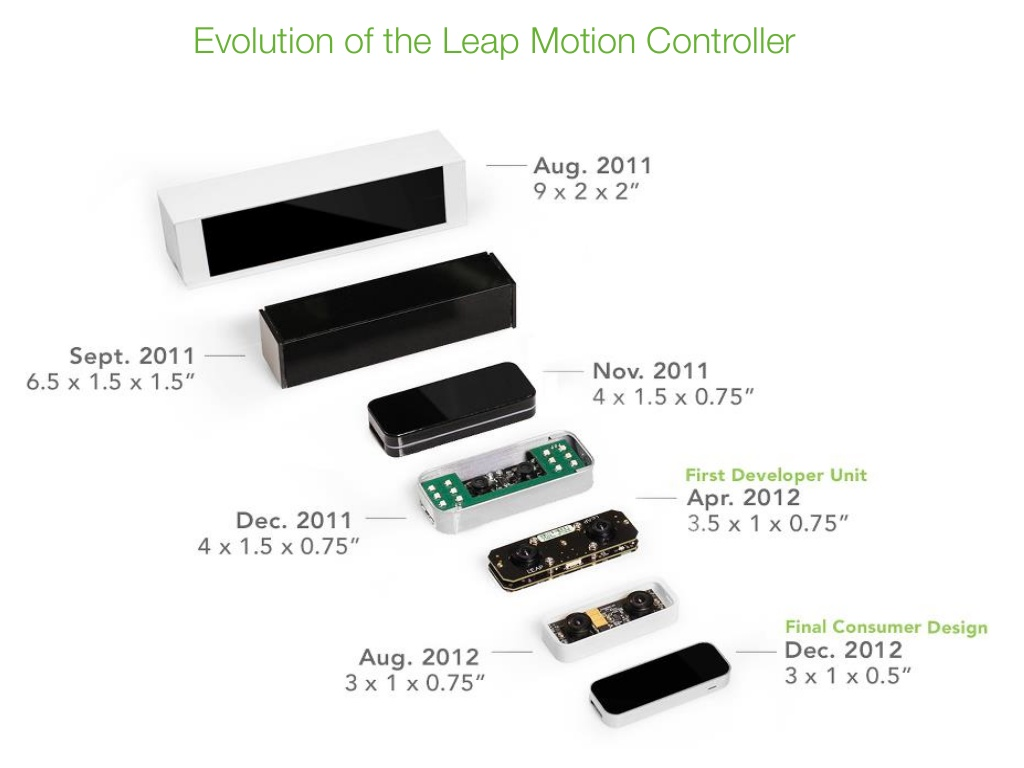 Evolution of the Leap Motion Controller
Aug. 2011
9 x 2 x 2”
Sept. 2011
6.5 x 1.5 x 1.5”
Nov. 2011
4 x 1.5 x 0.75”
Dec. 2011
4 x 1.5 x 0.75”
First Developer Unit
Apr. 2012
3.5 x 1 x 0.75”
LEAP
Aug. 2012
3 x 1 x 0.75”
Final Consumer Design
Dec. 2012
3 x 1 x 0.5”